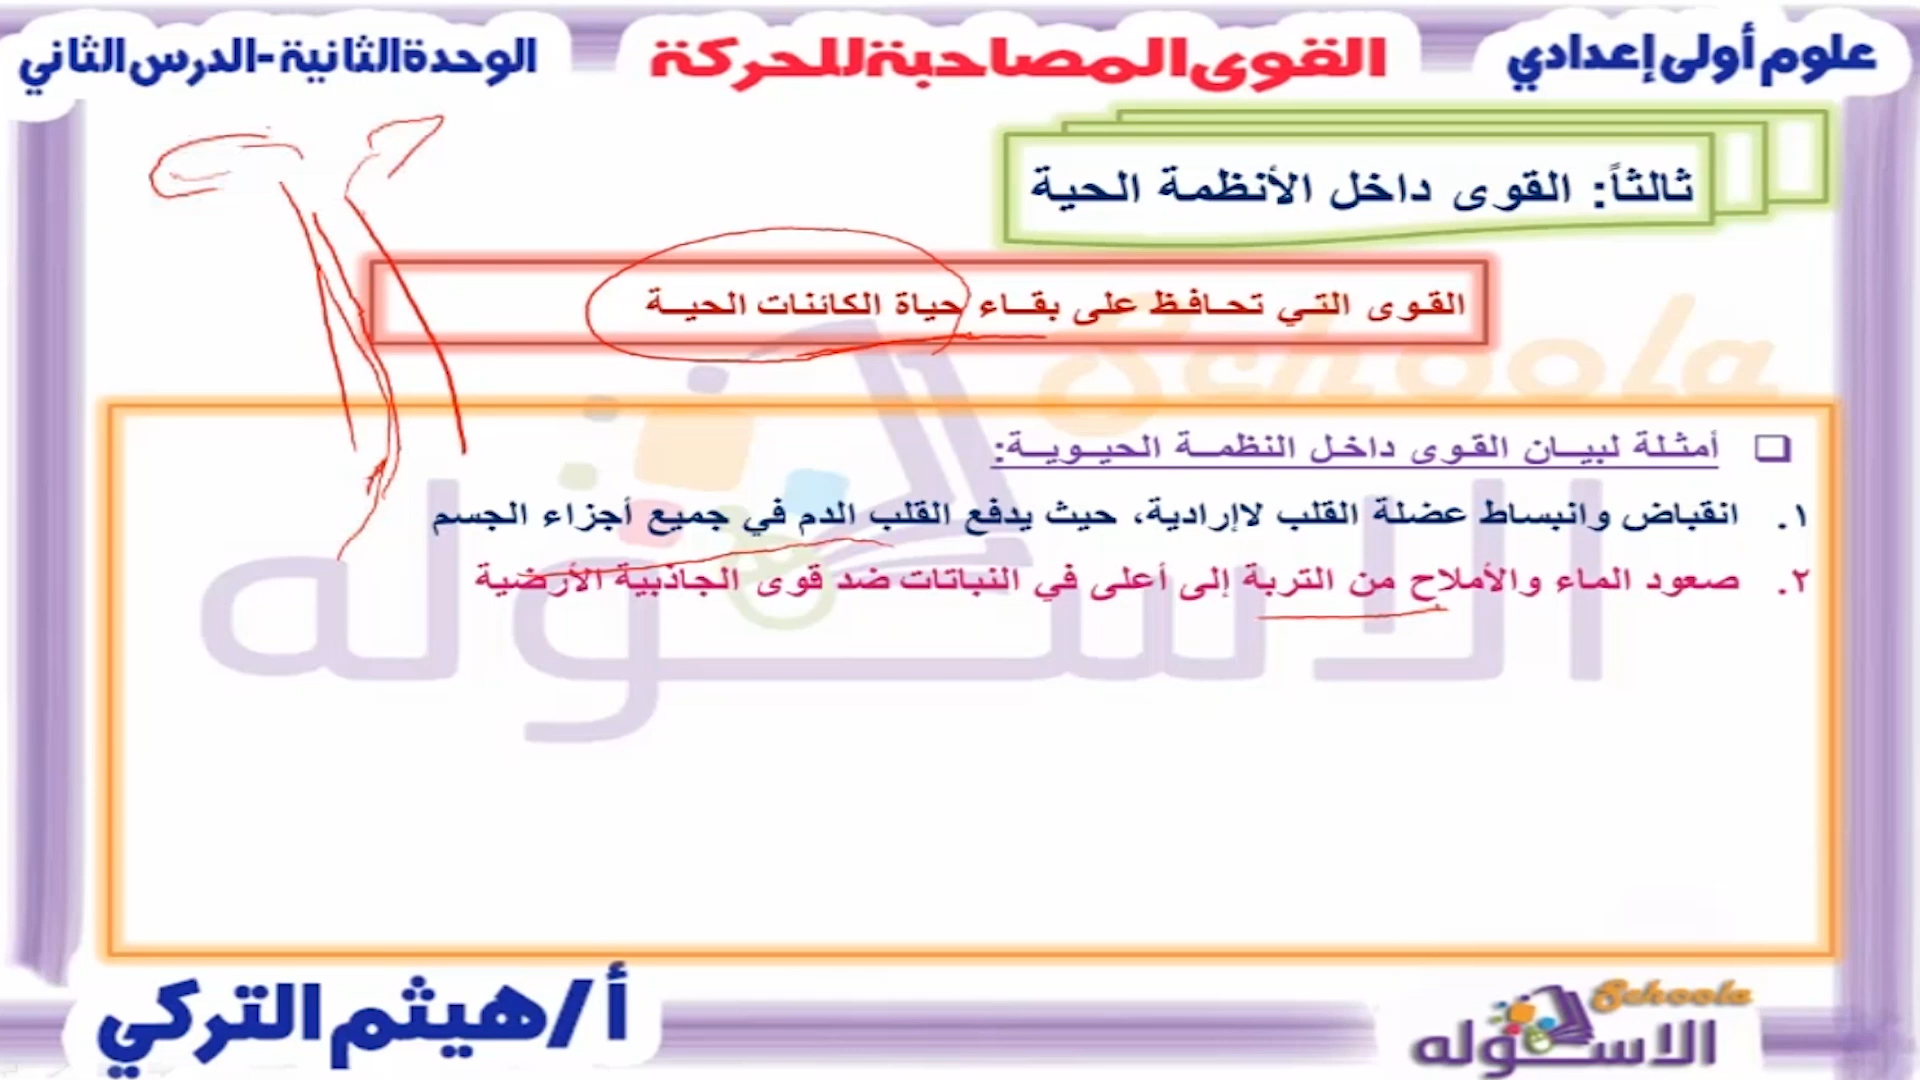 علوم أولى إعدادي
القوى المصاحبة للحركة
الوحدة الثانية - الدرس الثاني
ثالثاً: القوى داخل الأنظمة الحية
القوى التي تحافظ على بقاء حياة الكائنات الحية
أمثلة لبيان القوى داخل النظمة الحيوية:
١. انقباض وانبساط عضلة القلب لاإرادية، حيث يدفع القلب الدم في جميع أجزاء الجسم
٢. صعود الماء والأملاح من التربة إلى أعلى في النباتات ضد قوى الجاذبية الأرضية
Schoola
الاسكوله
أ/هيثم التركي
Schoola
الاسكوله